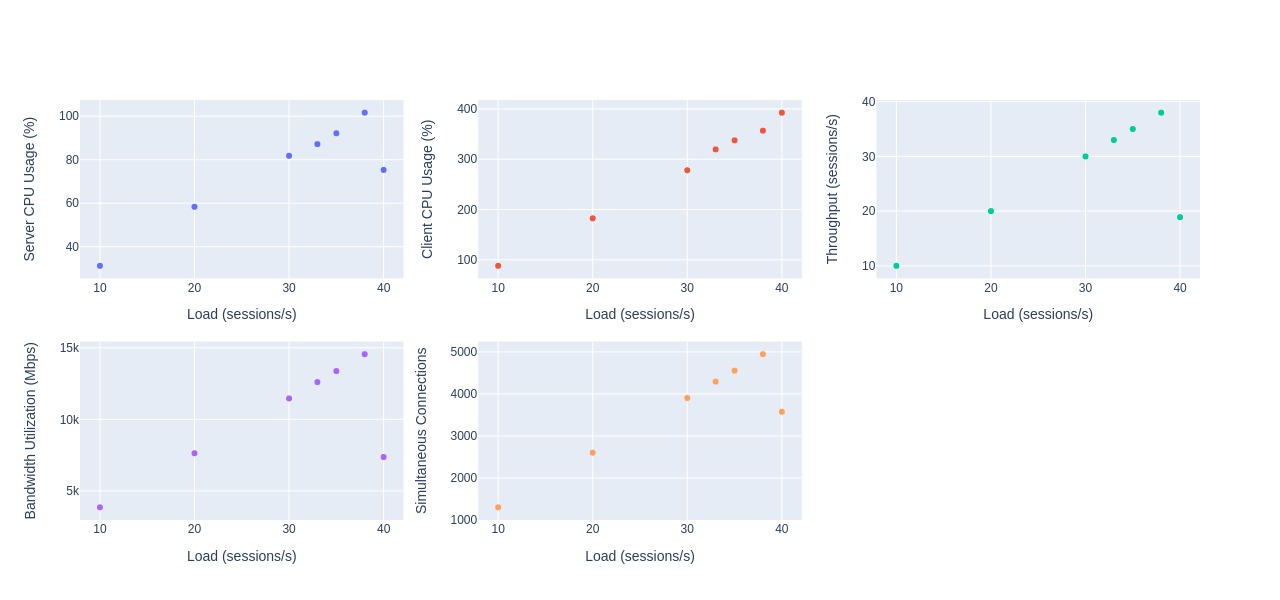 Server CPU Usage (%)
100
80
60
40
10 20 30 40
Load (sessions/s)
Client CPU Usage (%)
400
300
200
100
10 20 30 40
Load (sessions/s)
Throughput (sessions/s)
40
30
20
10
10 20 30 40
Load (sessions/s)
Bandwidth Utilization (Mbps)
15k
10k
5k
10 20 30 40
Load (sessions/s)
Simultaneous Connections
5000
4000
3000
2000
1000
10 20 30 40
Load (sessions/s)